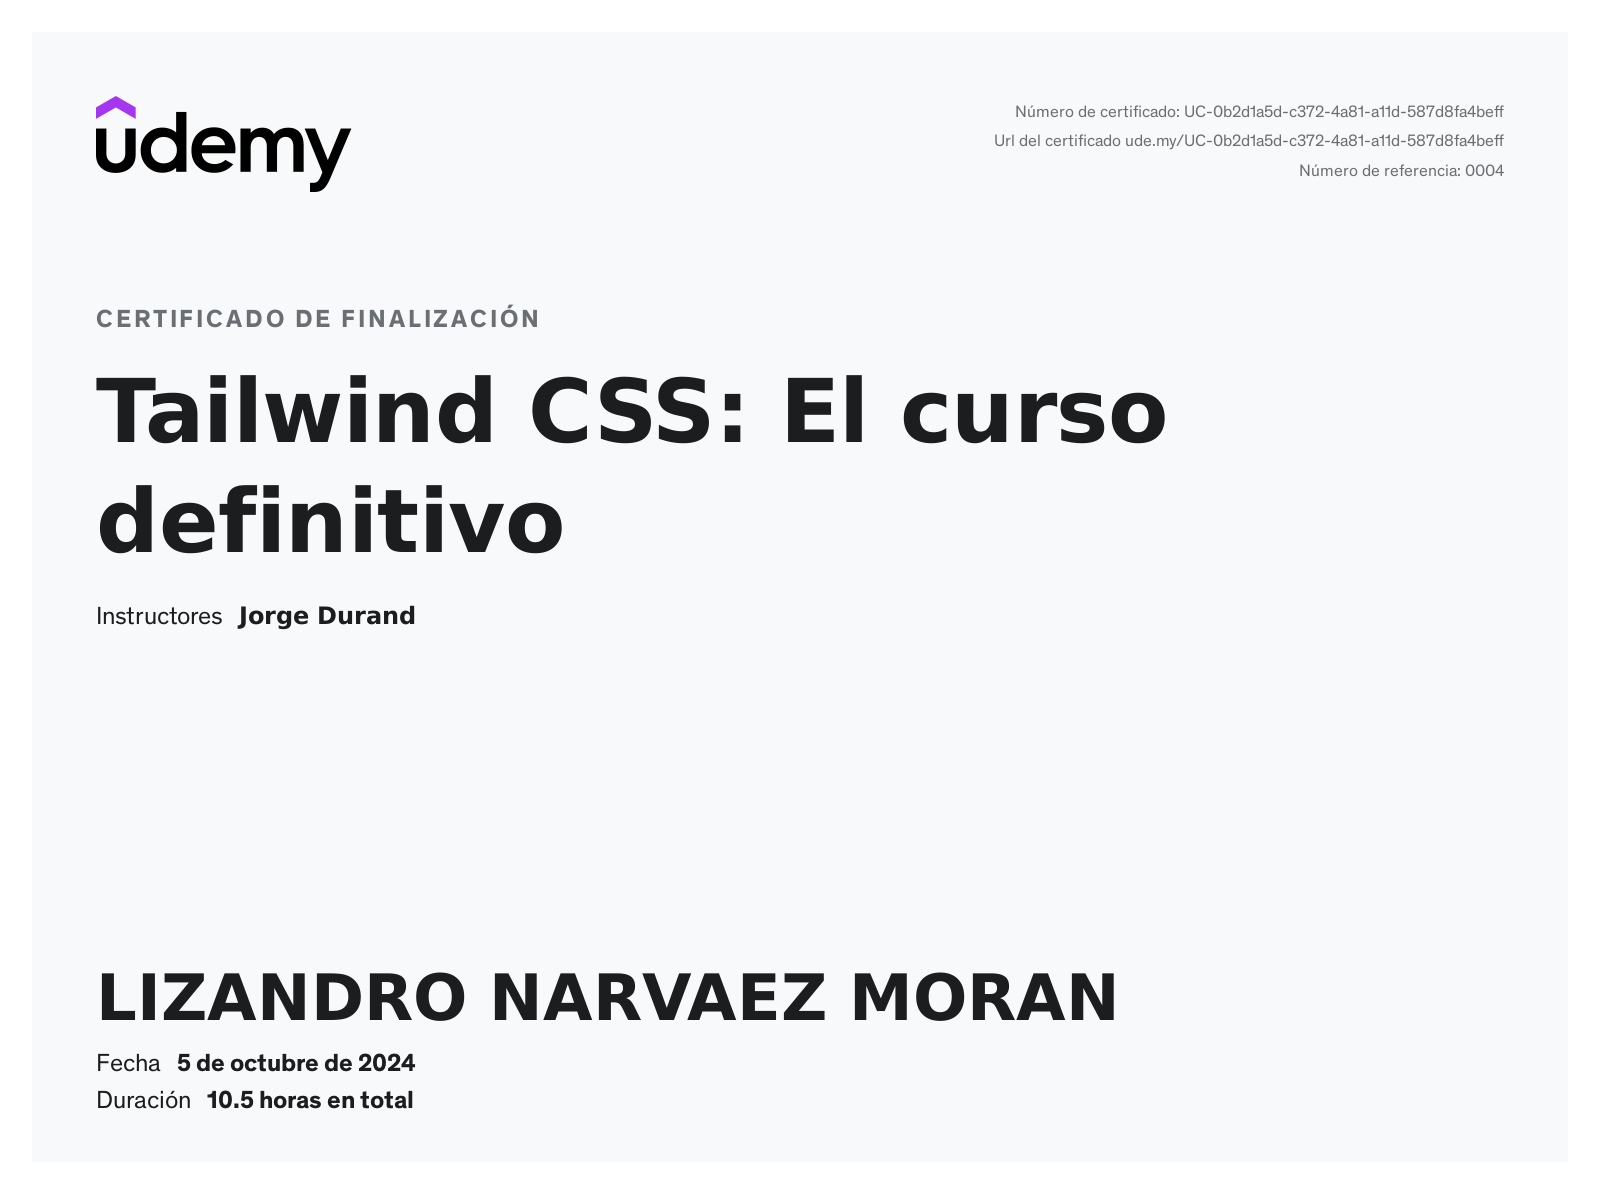 udemy
Número de certificado: UC-0b2d1a5d-c372-4a81-a11d-587d8fa4beff
Url del certificado ude.my/UC-0b2d1a5d-c372-4a81-a11d-587d8fa4beff
Número de referencia: 0004
CERTIFICADO DE FINALIZACIÓN
Tailwind CSS: El curso
definitivo
Instructores Jorge Durand
LIZANDRO NARVAEZ MORAN
Fecha 5 de octubre de 2024
Duración 10.5 horas en total